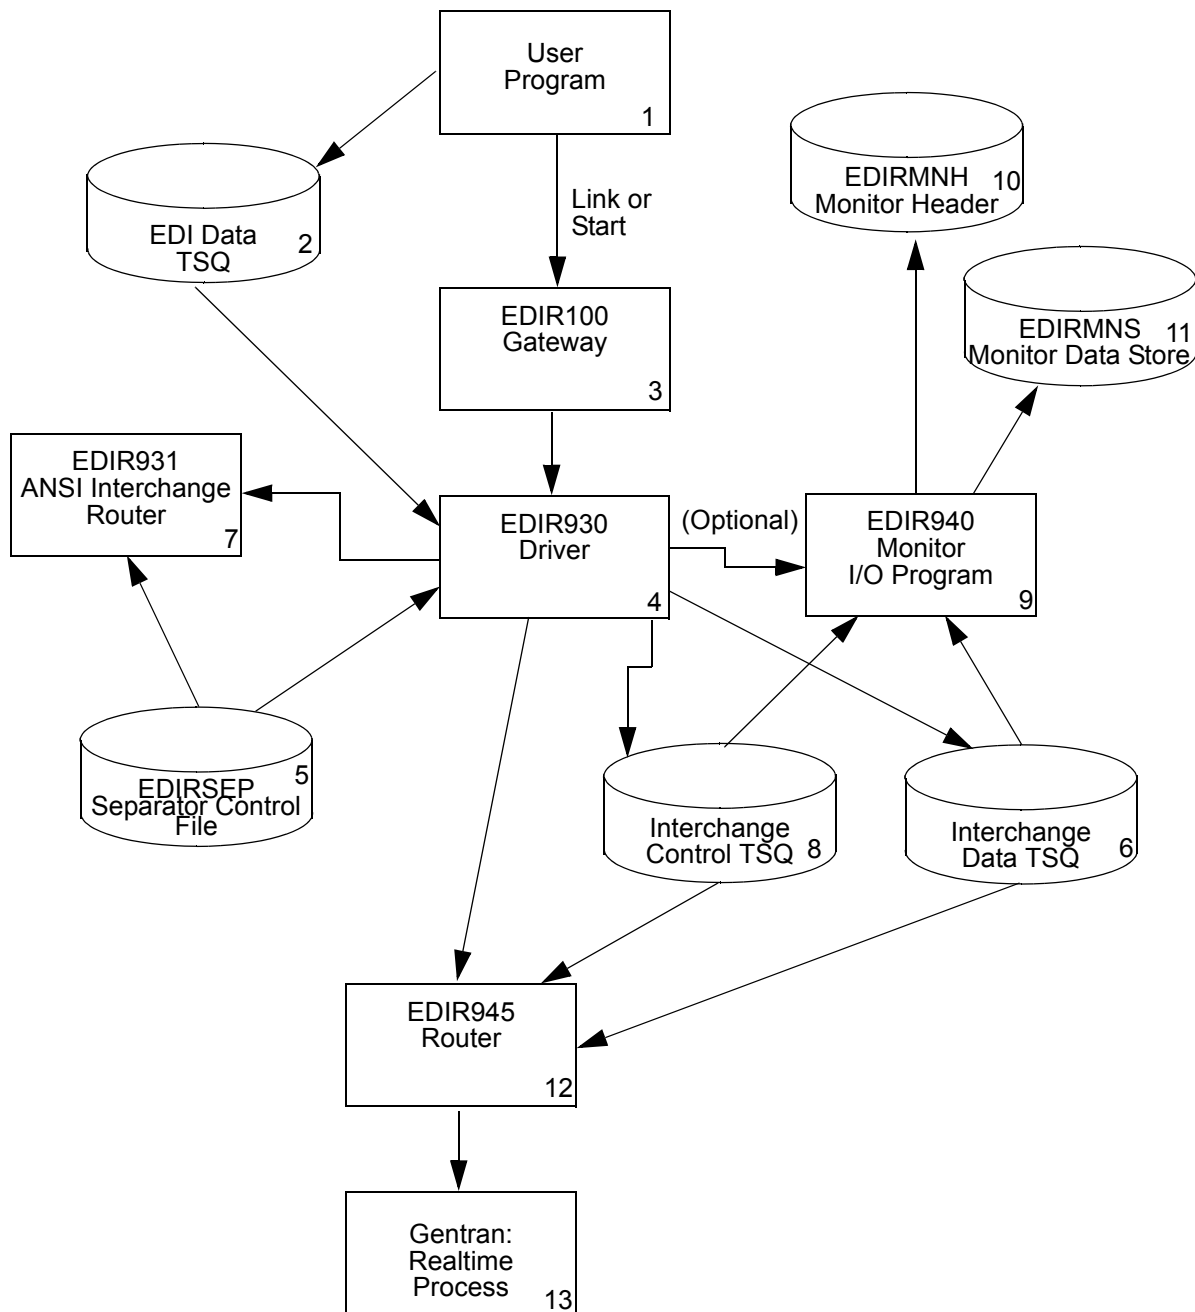 User
Program
1
EDI Data
TSQ
2
Link or
Start
EDIRMNH
Monitor Header
10
EDIRMNS
Monitor Data Store
11
EDIR100
Gateway
3
EDIR931
ANSI Interchange
Router
7
EDIR930
Driver
4
(Optional)
EDIR940
Monitor
I/O Program
9
EDIRSEP
Separator Control
File
5
Interchange
Control TSQ
8
Interchange
Data TSQ
6
EDIR945
Router
12
Gentran:
Realtime
Process
13